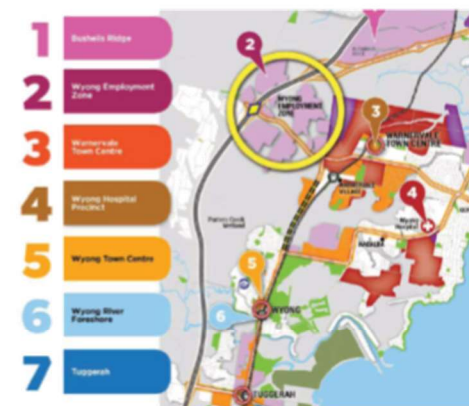 1
Bushells Ridge
2
Wyong Employment
Zone
3
Warnervale
Town Centre
4
Wyong Hospital
Precinct
5
Wyong Town Centre
6
Wyong River
Foreshore
7
Tuggerah
2
WYONG
EMPLOYMENT
ZONE
3
WARNERVALE
TOWN CENTRE
WARNERVALE
VILLAGE
4
Wyong
Hospital
5
WYONG
6
TUGGERAH